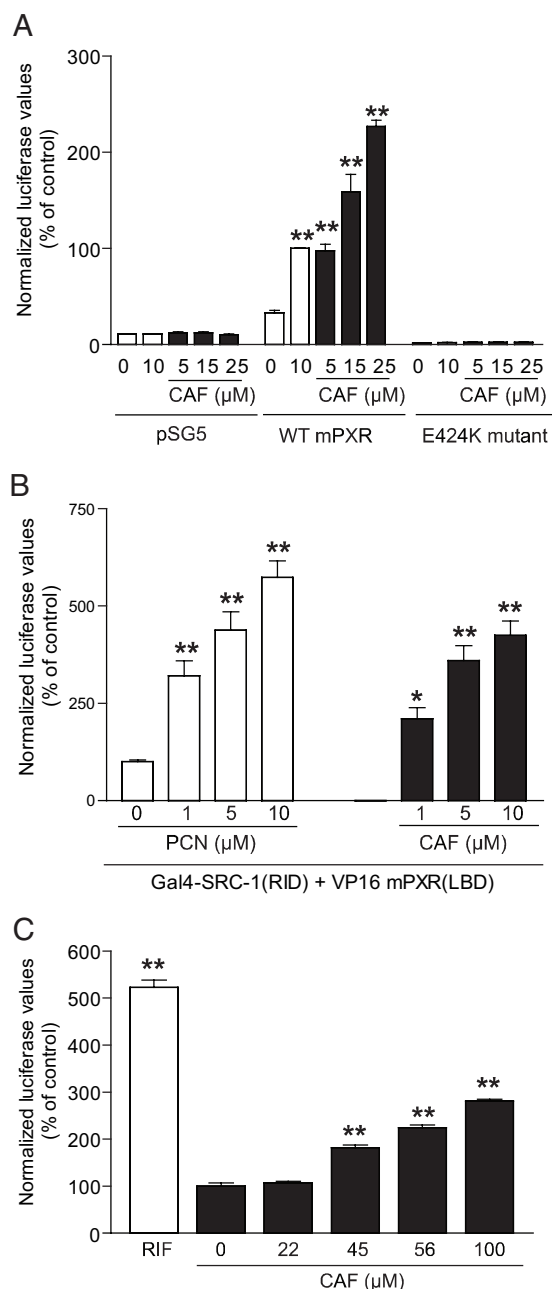 A
Normalized luciferase values
(% of control)
300
200
100
0
** ** ** **
0 10 5 15 25 0 10 5 15 25 0 10 5 15 25
CAF (µM) CAF (µM) CAF (µM)
pSG5 WT mPXR E424K mutant
B
Normalized luciferase values
(% of control)
750
500
250
0
** ** ** * ** **
0 1 5 10 1 5 10
PCN (µM) CAF (µM)
Gal4-SRC-1(RID) + VP16 mPXR(LBD)
C
Normalized luciferase values
(% of control)
600
500
400
300
200
100
0
** ** ** **
RIF 0 22 45 56 100
CAF (µM)